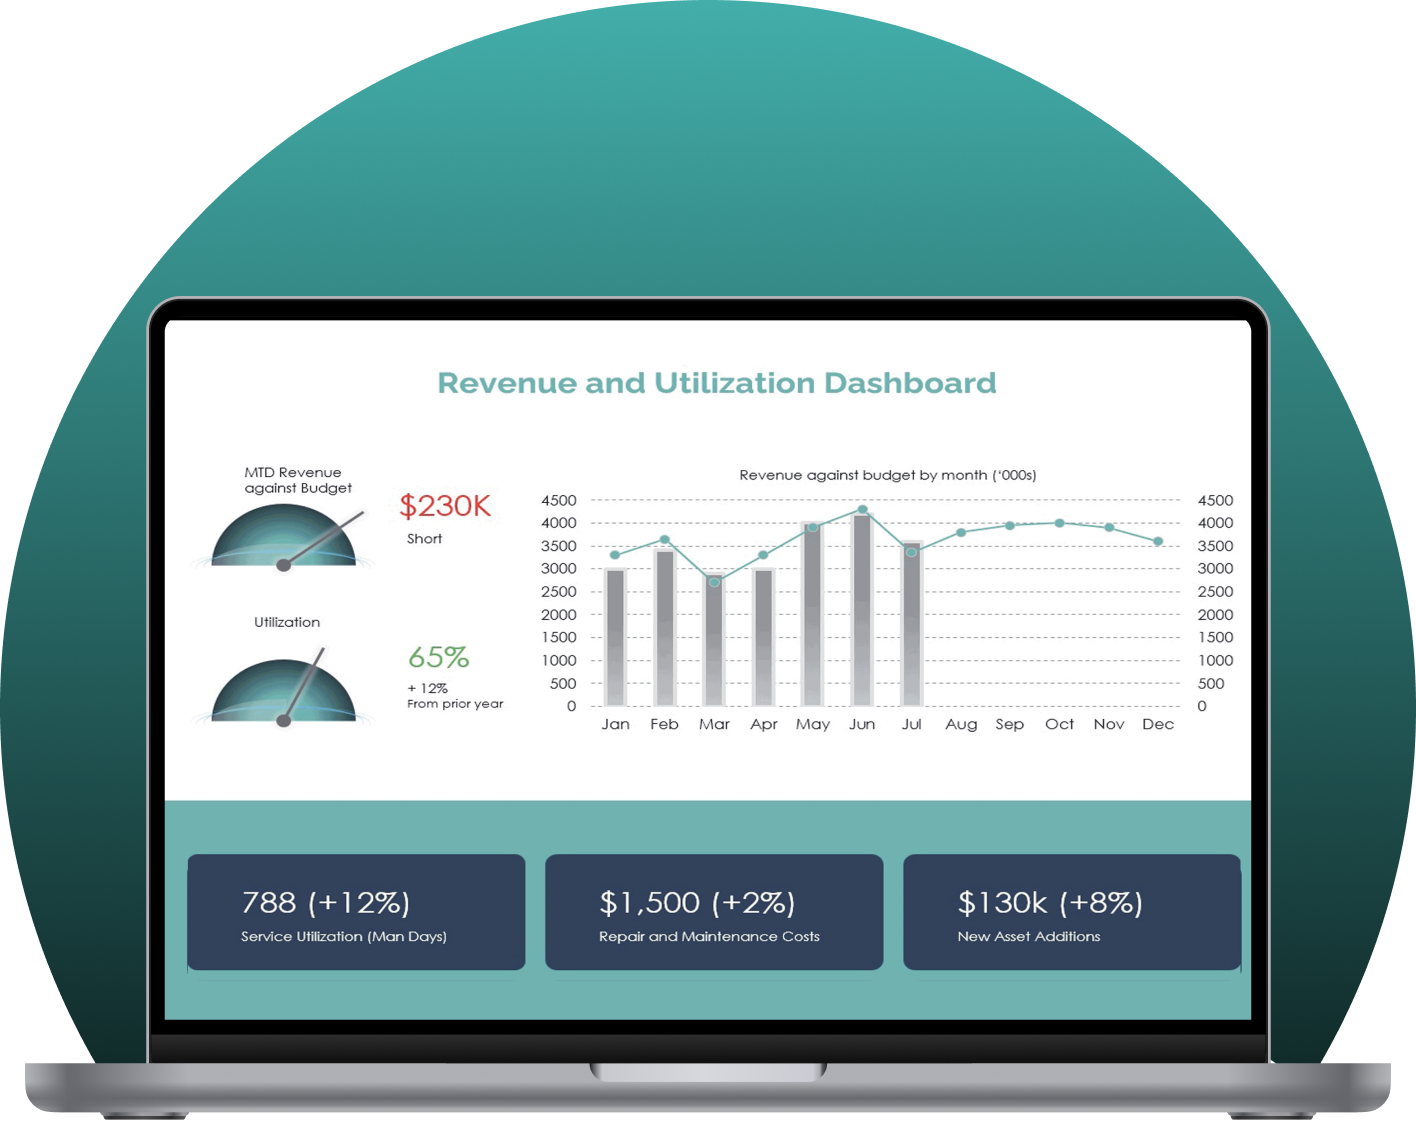 Revenue and Utilization Dashboard
MTD Revenue
against Budget
$230K
Short
Utilization
65%
+ 12%
From prior year
Revenue against budget by month (‘000s)
4500 4500
4000 4000
3500 3500
3000 3000
2500 2500
2000 2000
1500 1500
1000 1000
500 500
0 0
Jan Feb Mar Apr May Jun Jul Aug Sep Oct Nov Dec
788 (+12%)
Service Utilization (Man Days)
$1,500 (+2%)
Repair and Maintenance Costs
$130k (+8%)
New Asset Additions